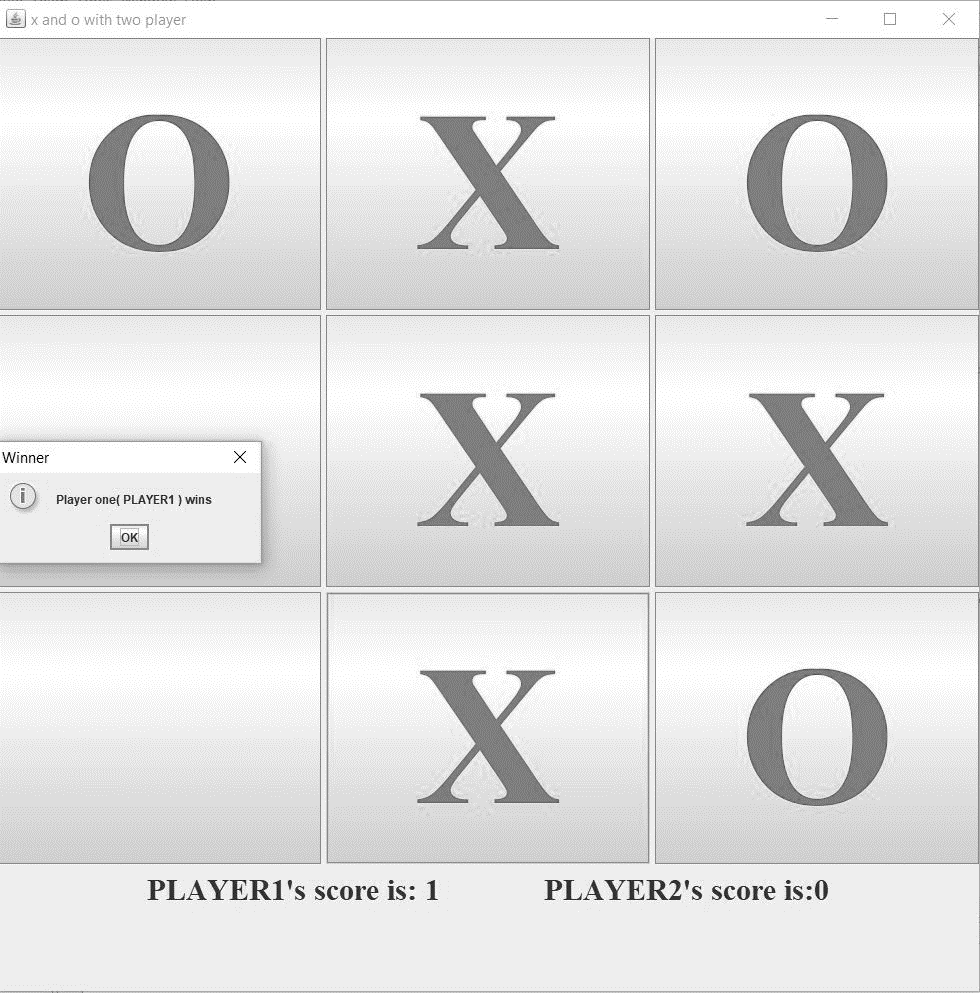 x and o with two player
O X O
X X
Winner
Player one( PLAYER1 ) wins
OK
X O
PLAYER1's score is: 1 PLAYER2's score is:0